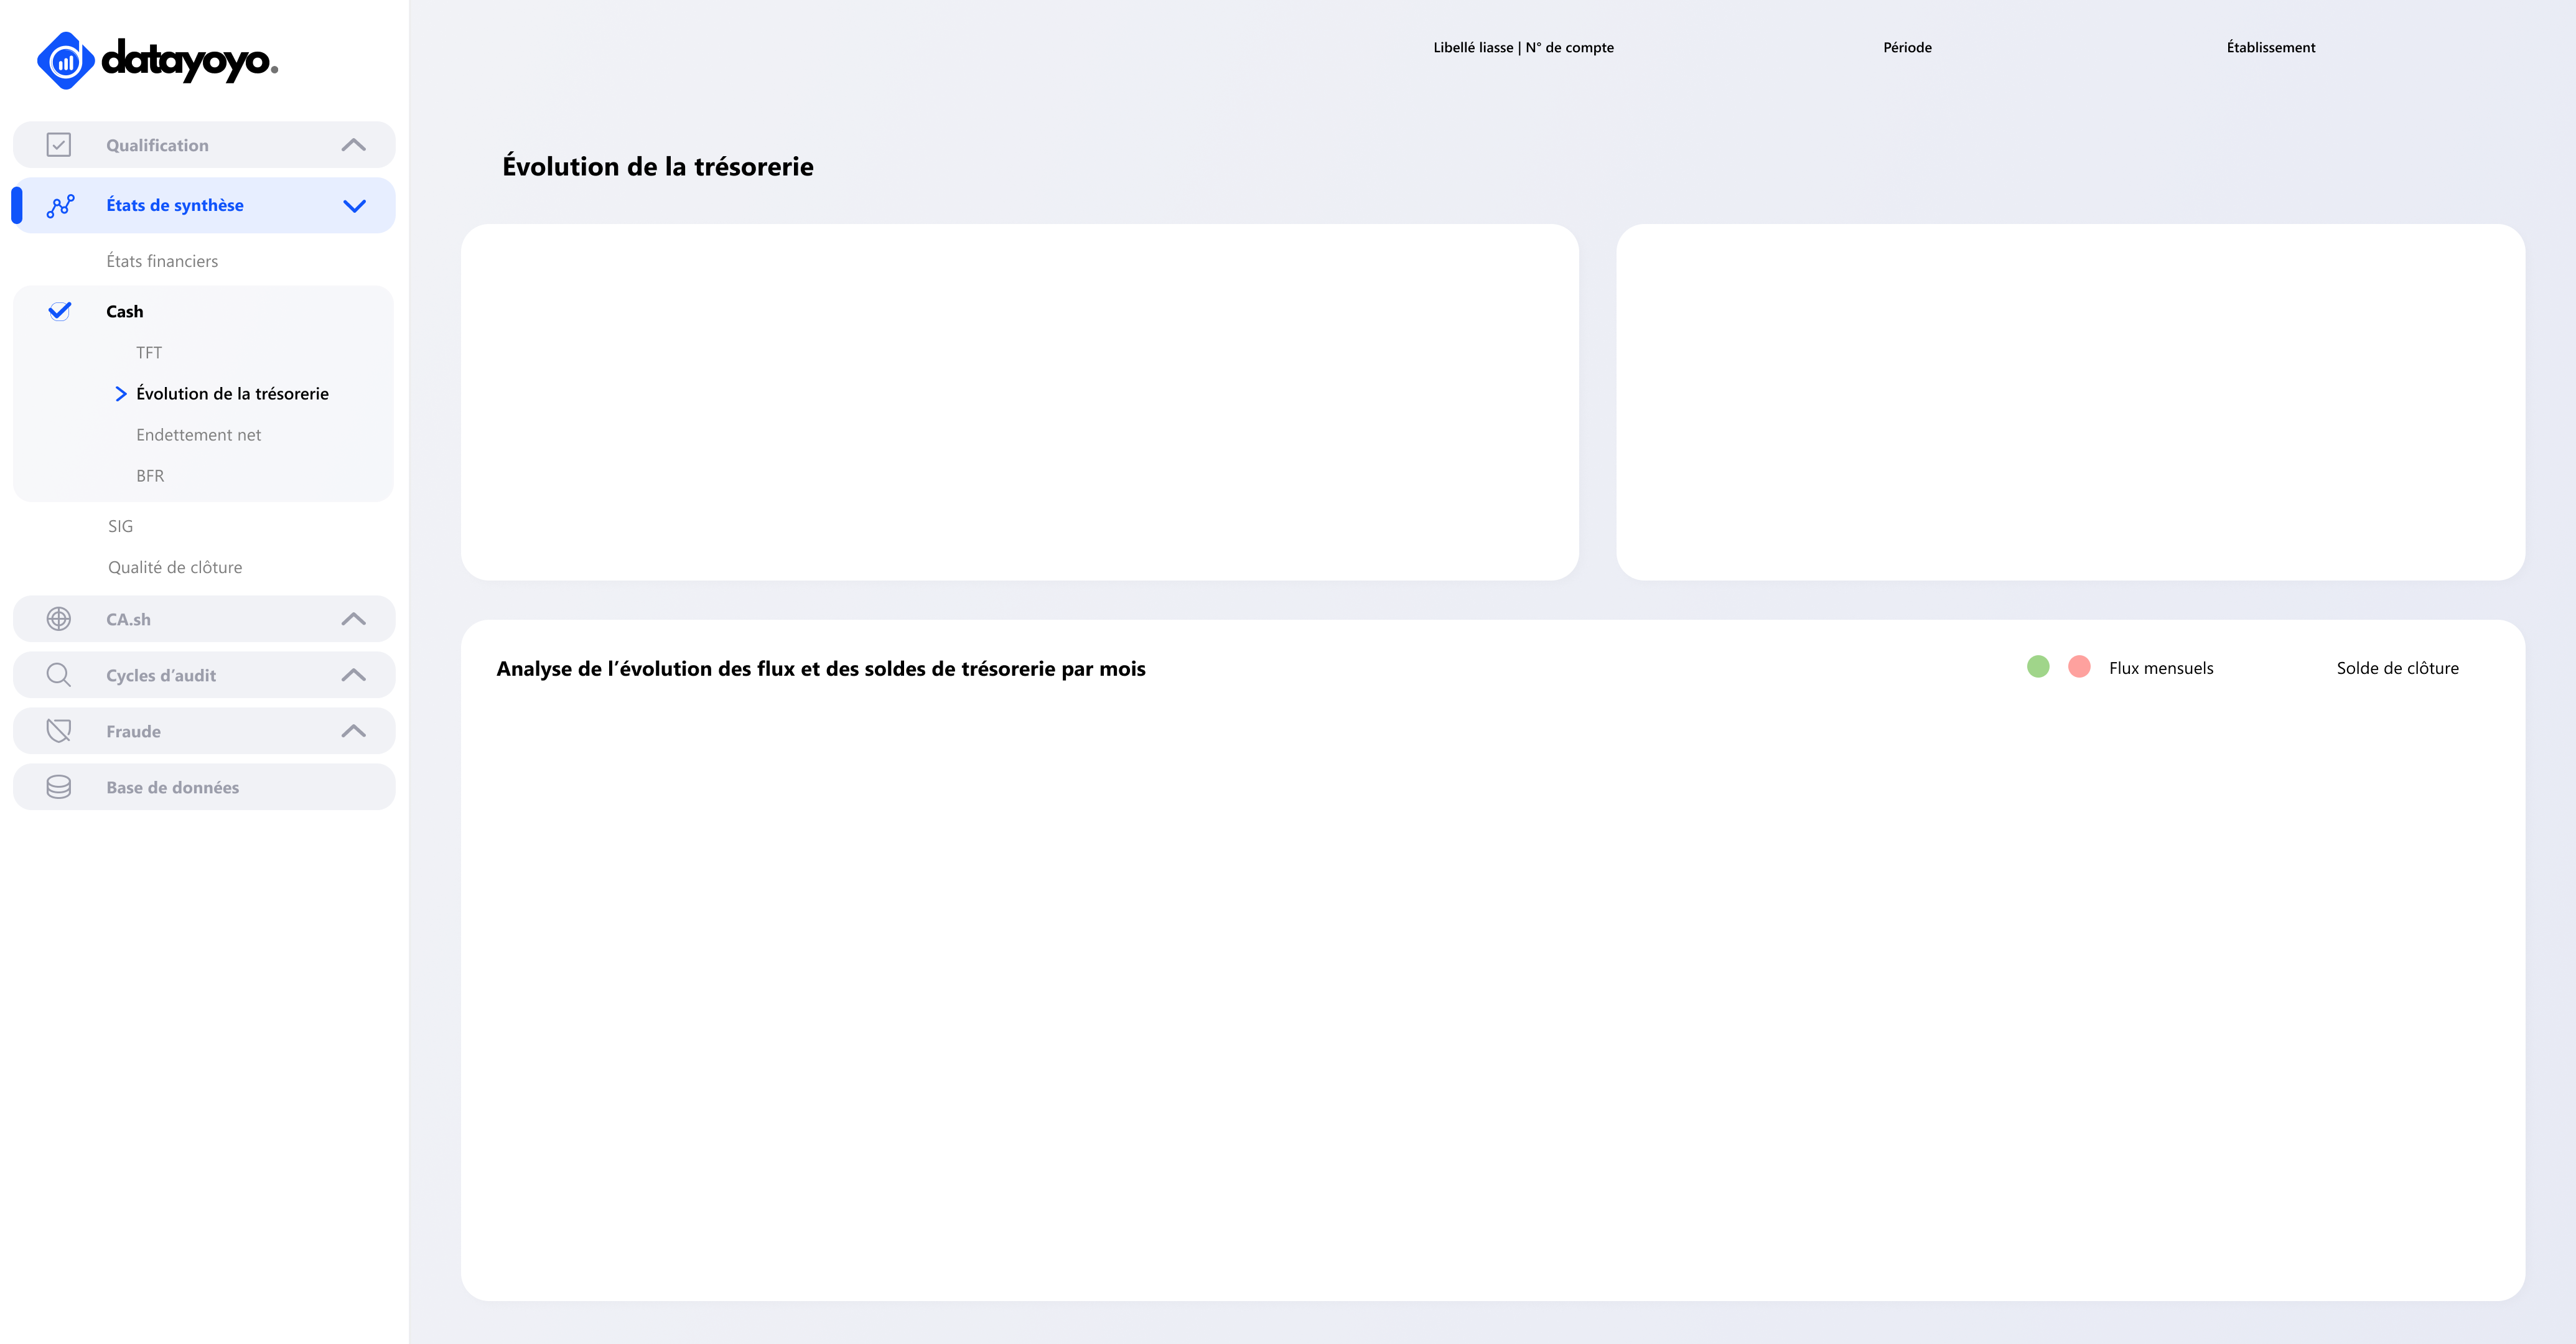 datayoyo.
Qualification
États de synthèse
États financiers
Cash
TFT
Évolution de la trésorerie
Endettement net
BFR
SIG
Qualité de clôture
CA.sh
Cycles d’audit
Fraude
Base de données
Libellé liasse | N° de compte
Période
Établissement
Évolution de la trésorerie
Analyse de l’évolution des flux et des soldes de trésorerie par mois
Flux mensuels
Solde de clôture